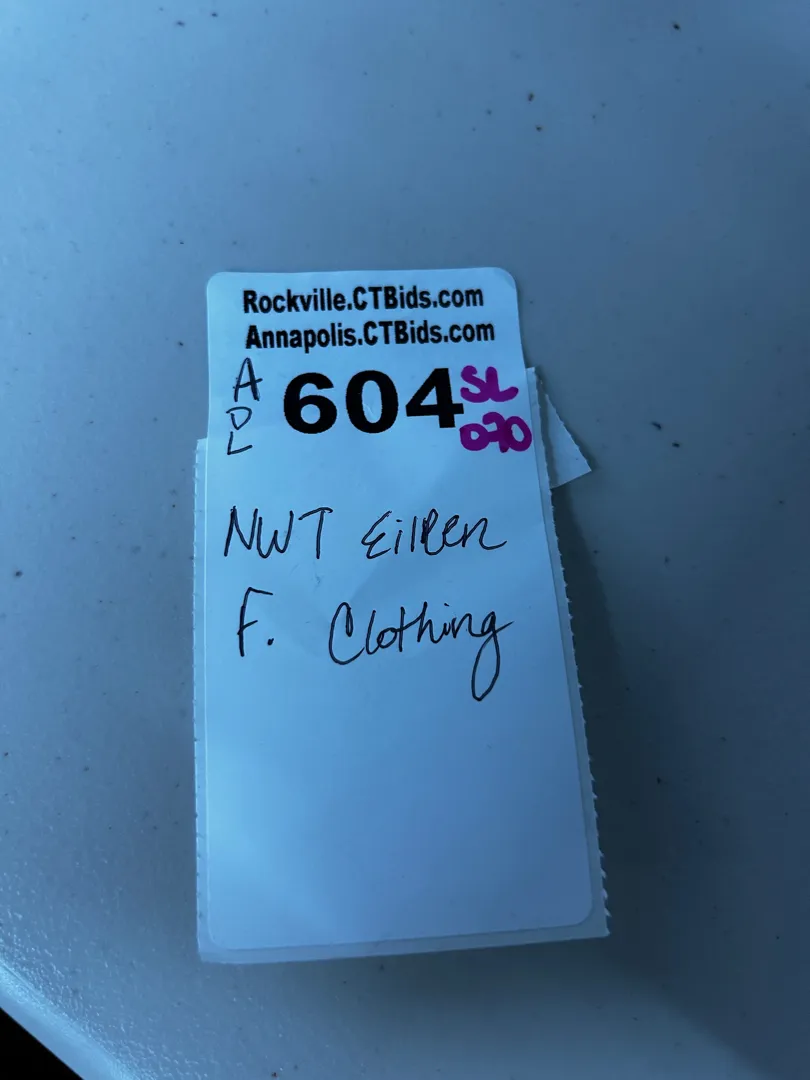 Rockville.CTBids.com
Annapolis.CTBids.com
A
D
L
604
SL
070
NWT Eileen
F. Clothing